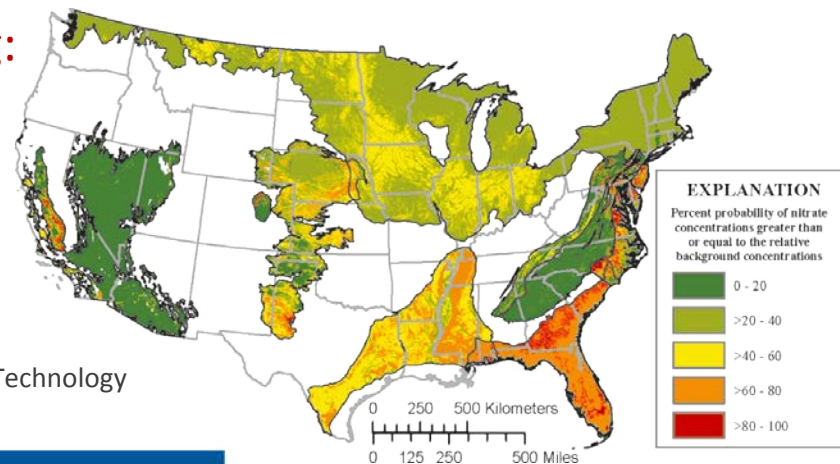 :
Technology
EXPLANATION
Percent probability of nitrate
concentrations greater than
or equal to the relative
background concentrations
0 - 20
>20 - 40
>40 - 60
>60 - 80
>80 - 100
0 250 500 Kilometers
0 125 250 500 Miles